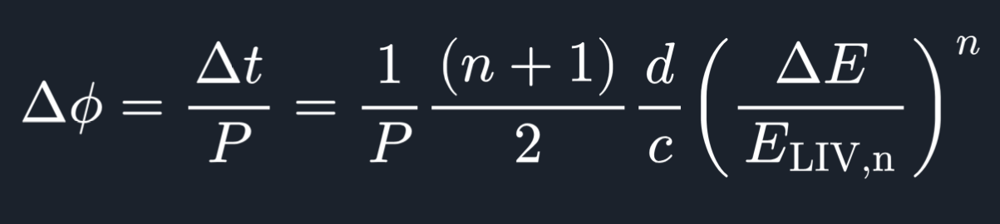 Δϕ = Δt/P = 1/P (n + 1)/2 d/c (ΔE/E_LIV,n)^n